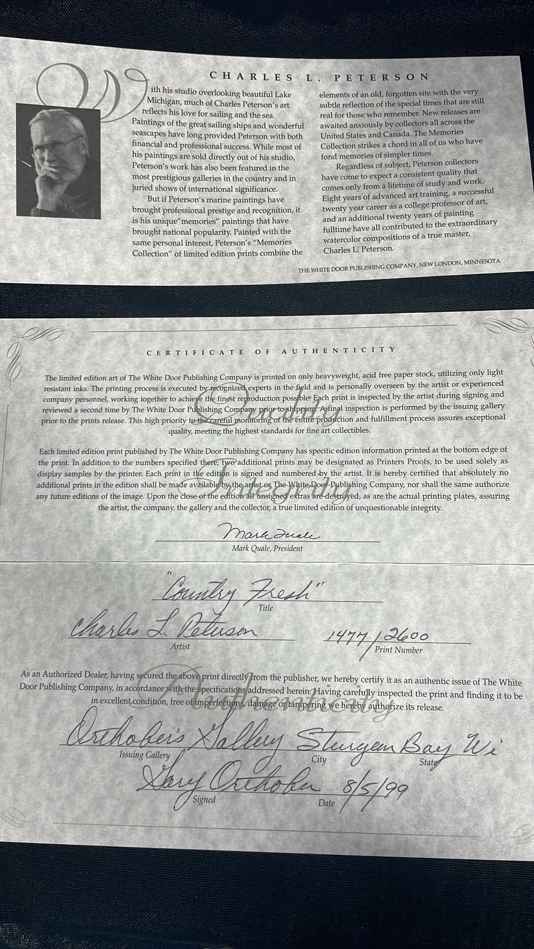 CHARLES L. PETERSON
With his studio overlooking beautiful Lake
Michigan, much of Charles Peterson's art
reflects his love for sailing and the sea.
Paintings of the great sailing ships and wonderful
seascapes have long provided Peterson with both
financial and professional success. While most of
his paintings are sold directly out of his studio,
Peterson's work has also been featured in the
most prestigious galleries in the country and in
juried shows of international significance.
But if Peterson's marine paintings have
brought professional prestige and recognition, it
is his unique "memories" paintings that have
brought national popularity. Painted with the
same personal interest, Peterson's "Memories
Collection" of limited edition prints combine the
elements of an old, forgotten site with the very
subtle reflection of the special times that are still
real for those who remember. New releases are
awaited anxiously by collectors all across the
United States and Canada. The Memories
Collection strikes a chord in all of us who have
fond memories of simpler times.
Regardless of subject, Peterson collectors
have come to expect a consistent quality that
comes only from a lifetime of study and work.
Eight years of advanced art training, a successful
twenty year career as a college professor of art,
and an additional twenty years of painting
fulltime have all contributed to the extraordinary
watercolor compositions of a true master,
Charles L. Peterson.
THE WHITE DOOR PUBLISHING COMPANY, NEW LONDON, MINNESOTA
CERTIFICATE OF AUTHENTICITY
The limited edition art of The White Door Publishing Company is printed on only heavyweight, acid free paper stock, utilizing only light
resistant inks. The printing process is executed by recognized experts in the field and is personally overseen by the artist or experienced
company personnel, working together to achieve the finest reproduction possible. Each print is inspected by the artist during signing and
reviewed a second time by The White Door Publishing Company prior to shipping. A final inspection is performed by the issuing gallery
prior to the prints release. This high priority to the careful monitoring of the entire production and fulfillment process assures exceptional
quality, meeting the highest standards for fine art collectibles.
Quality
Each limited edition print published by The White Door Publishing Company has specific edition information printed at the bottom edge of
the print. In addition to the numbers specified there, two additional prints may be designated as Printers Proofs, to be used solely as
display samples by the printer. Each print in the edition is signed and numbered by the artist. It is hereby certified that absolutely no
additional prints in the edition shall be made available by the artist or The White Door Publishing Company, nor shall the same authorize
any future editions of the image. Upon the close of the edition all unsigned extras are destroyed, as are the actual printing plates, assuring
the artist, the company, the gallery and the collector, a true limited edition of unquestionable integrity.
Integrity
Mark Quale
Mark Quale, President
"Country Fresh"
Title
Charles L. Peterson
Artist
1477/2600
Print Number
As an Authorized Dealer, having secured the above print directly from the publisher, we hereby certify it as an authentic issue of The White
Door Publishing Company, in accordance with the specifications addressed herein. Having carefully inspected the print and finding it to be
in excellent condition, free of imperfections, damage or tampering, we hereby authorize its release.
Authenticity
Orthober's Gallery Sturgeon Bay Wi
Issuing Gallery City State
Gary Orthober 8/5/99
Signed Date